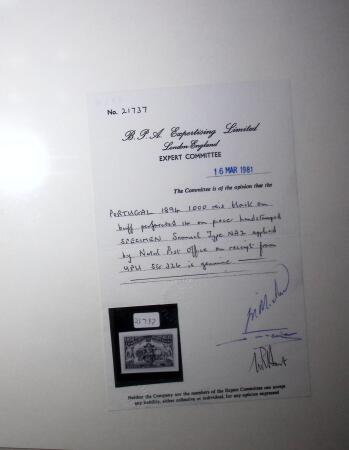 No. 21737
B.P.A. Expertising Limited
London England
EXPERT COMMITTEE
16 MAR 1981
The Committee is of the opinion that the
PORTUGAL 1894 1000 reis black on
buff perforated 14 on piece handstamped
SPECIMEN Samuel Type NA2 applied
by Natal Post Office on receipt from
UPU SG 326 is genuine
21737
Neither the Company nor the members of the Expert Committee can accept
any liability, either collective or individual, for any opinion expressed